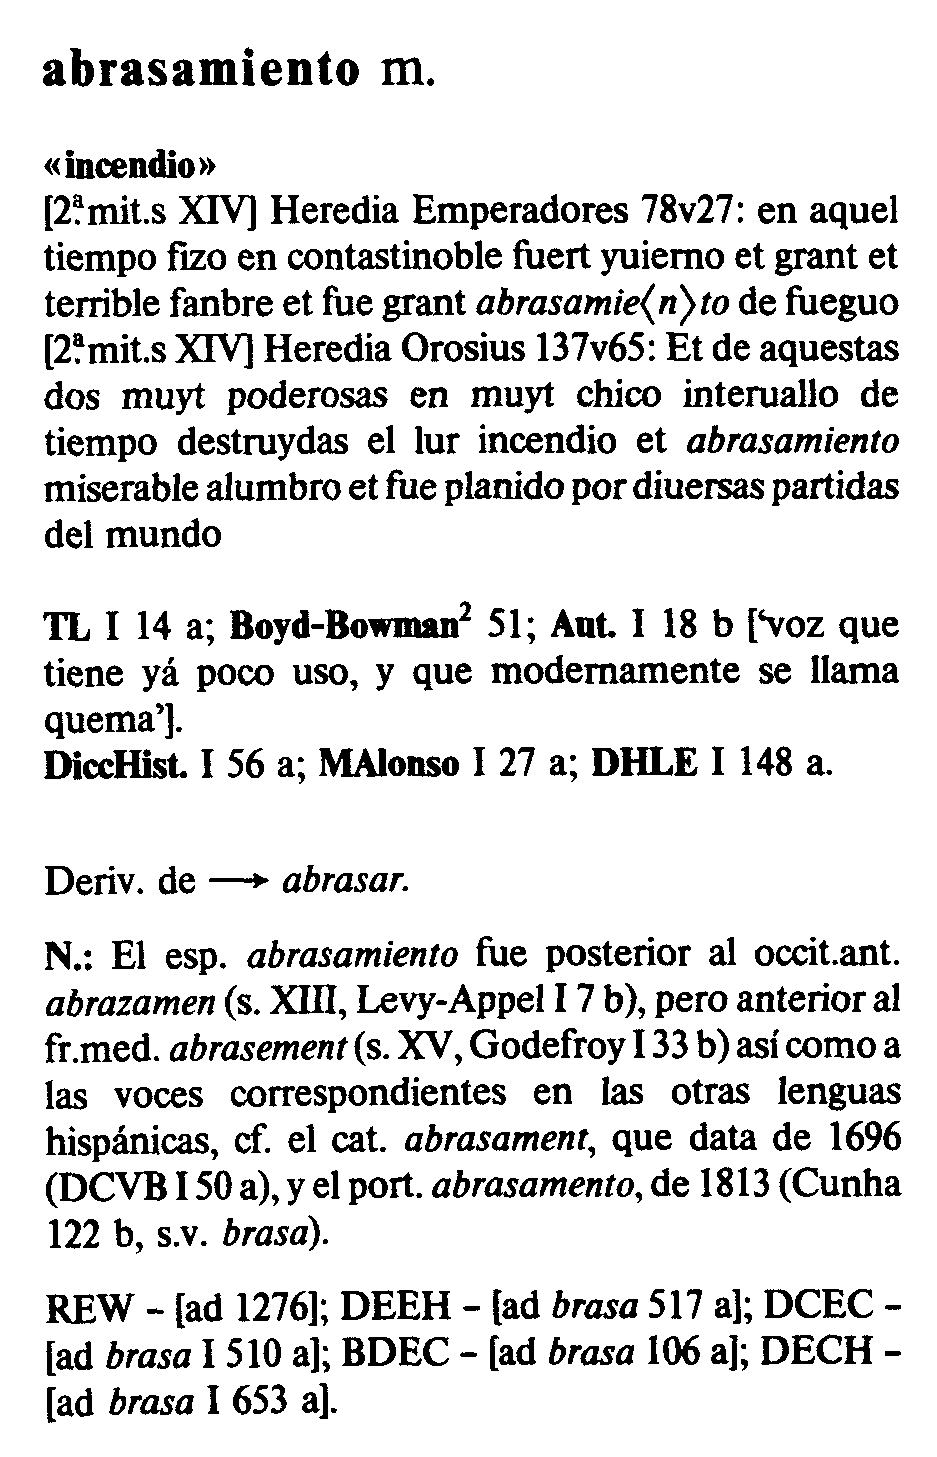 abrasamiento m.
«incendio»
[2ª mit.s XIV] Heredia Emperadores 78v27: en aquel
tiempo fizo en contastinoble fuert yuierno et grant et
terrible fanbre et fue grant abrasamie⟨n⟩to de fueguo
[2ª mit.s XIV] Heredia Orosius 137v65: Et de aquestas
dos muyt poderosas en muyt chico interuallo de
tiempo destruydas el lur incendio et abrasamiento
miserable alumbro et fue planido por diuersas partidas
del mundo
TL I 14 a; Boyd-Bowman² 51; Aut. I 18 b [‘voz que
tiene yá poco uso, y que modernamente se llama
quema’].
DiccHist. I 56 a; MAlonso I 27 a; DHLE I 148 a.
Deriv. de ⟶ abrasar.
N.: El esp. abrasamiento fue posterior al occit.ant.
abrazamen (s. XIII, Levy-Appel I 7 b), pero anterior al
fr.med. abrasement (s. XV, Godefroy I 33 b) así como a
las voces correspondientes en las otras lenguas
hispánicas, cf. el cat. abrasament, que data de 1696
(DCVB I 50 a), y el port. abrasamento, de 1813 (Cunha
122 b, s.v. brasa).
REW – [ad 1276]; DEEH – [ad brasa 517 a]; DCEC –
[ad brasa I 510 a]; BDEC – [ad brasa 106 a]; DECH –
[ad brasa I 653 a].